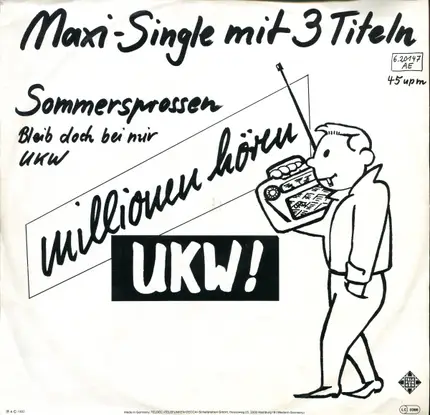 Maxi-Single mit 3 Titeln
6.20147
AE
45 upm
Sommersprossen
Bleib doch bei mir
UKW
millionen hören
UKW!